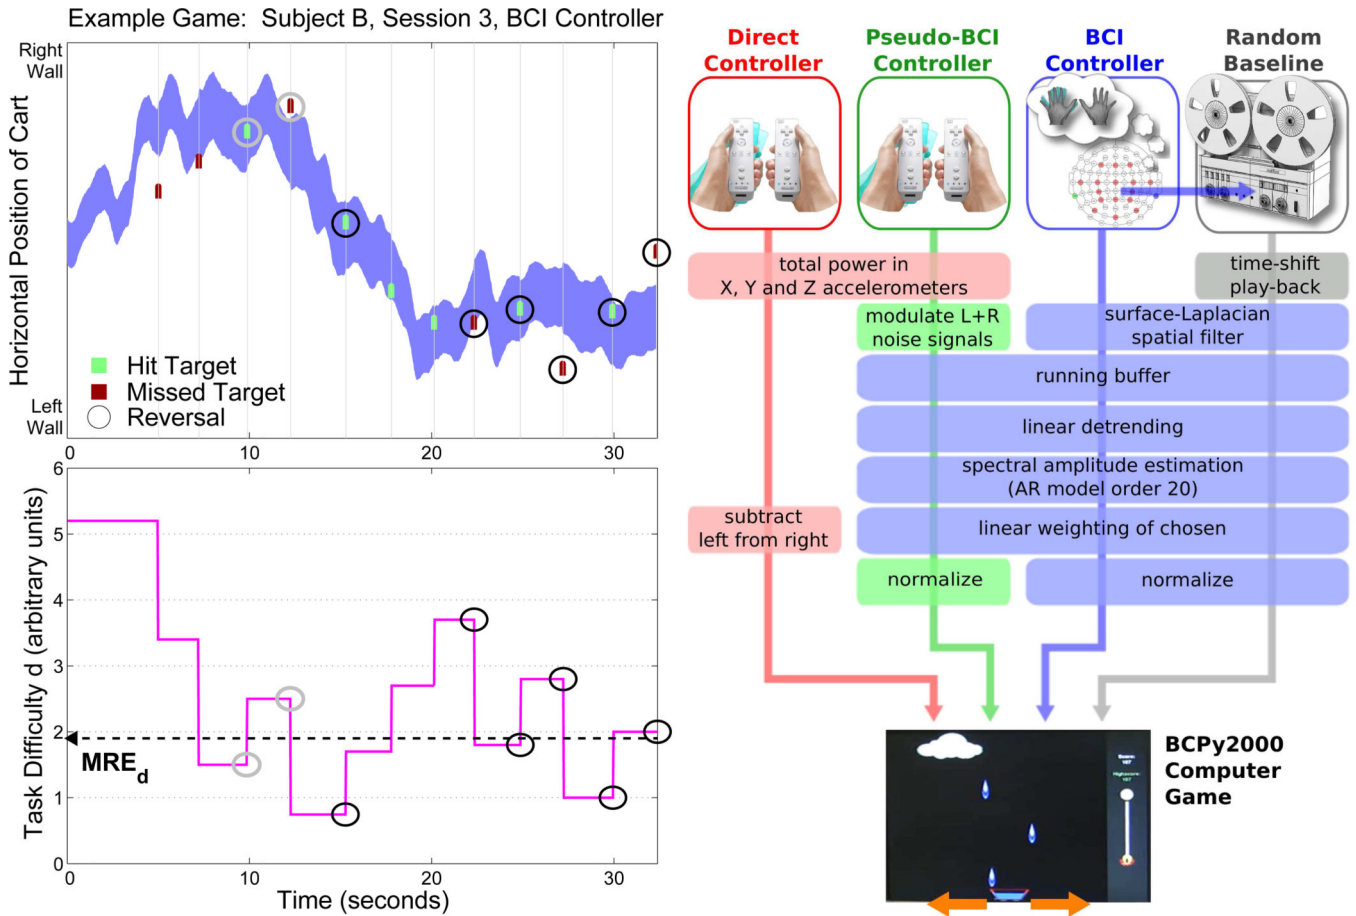 Example Game: Subject B, Session 3, BCI Controller
Right
Wall
Horizontal Position of Cart
Left
Wall
Hit Target
Missed Target
Reversal
10
20
30
6
5
4
3
2
1
0
Task Difficulty d (arbitrary units)
MREd
0
10
20
30
Time (seconds)
Direct
Controller
Pseudo-BCI
Controller
BCI
Controller
Random
Baseline
total power in
X, Y and Z accelerometers
time-shift
play-back
modulate L+R
noise signals
surface-Laplacian
spatial filter
running buffer
linear detrending
spectral amplitude estimation
(AR model order 20)
subtract
left from right
linear weighting of chosen
normalize
normalize
BCPy2000
Computer
Game